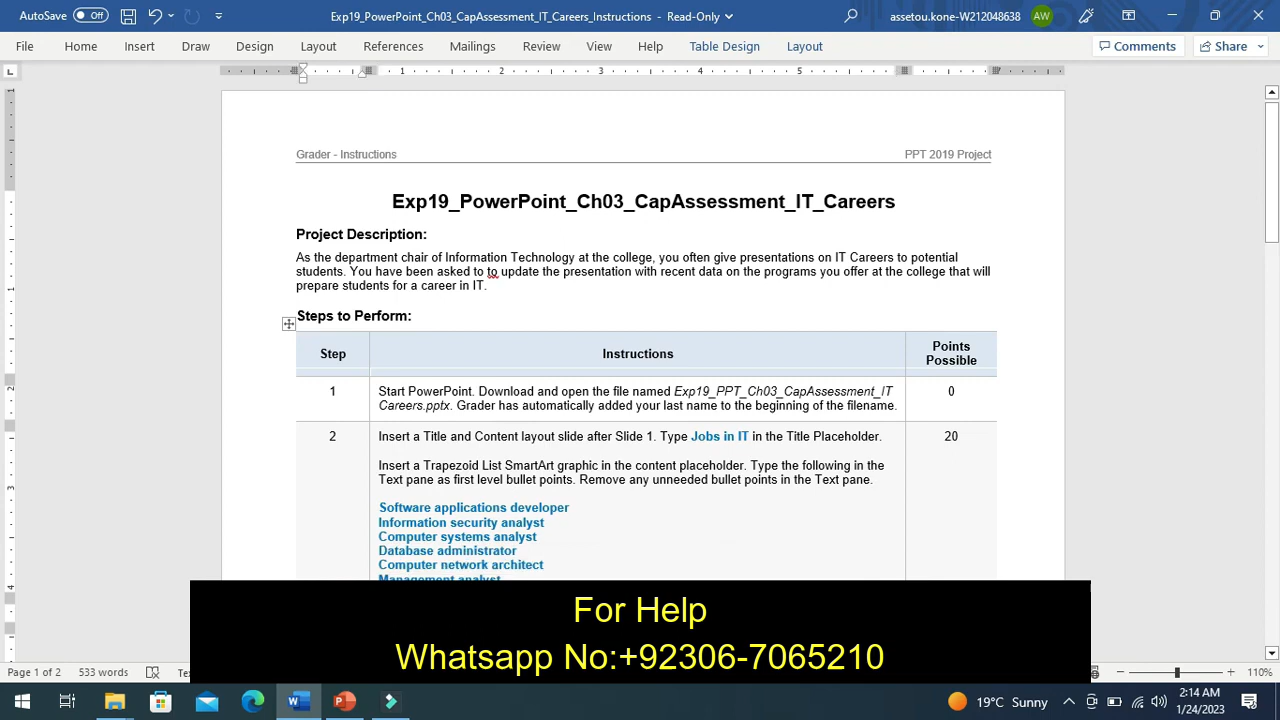 AutoSave Off Exp19_PowerPoint_Ch03_CapAssessment_IT_Careers_Instructions - Read-Only assetou.kone-W212048638 AW
File Home Insert Draw Design Layout References Mailings Review View Help Table Design Layout Comments Share
1 2 3 4 5
Grader - Instructions PPT 2019 Project
Exp19_PowerPoint_Ch03_CapAssessment_IT_Careers
Project Description:
As the department chair of Information Technology at the college, you often give presentations on IT Careers to potential
students. You have been asked to to update the presentation with recent data on the programs you offer at the college that will
prepare students for a career in IT.
Steps to Perform:
Step Instructions Points
Possible
1 Start PowerPoint. Download and open the file named Exp19_PPT_Ch03_CapAssessment_IT 0
Careers.pptx. Grader has automatically added your last name to the beginning of the filename.
2 Insert a Title and Content layout slide after Slide 1. Type Jobs in IT in the Title Placeholder. 20
Insert a Trapezoid List SmartArt graphic in the content placeholder. Type the following in the
Text pane as first level bullet points. Remove any unneeded bullet points in the Text pane.
Software applications developer
Information security analyst
Computer systems analyst
Database administrator
Computer network architect
Management analyst
For Help
Whatsapp No:+92306-7065210
Page 1 of 2 533 words 110%
19°C Sunny 2:14 AM
1/24/2023